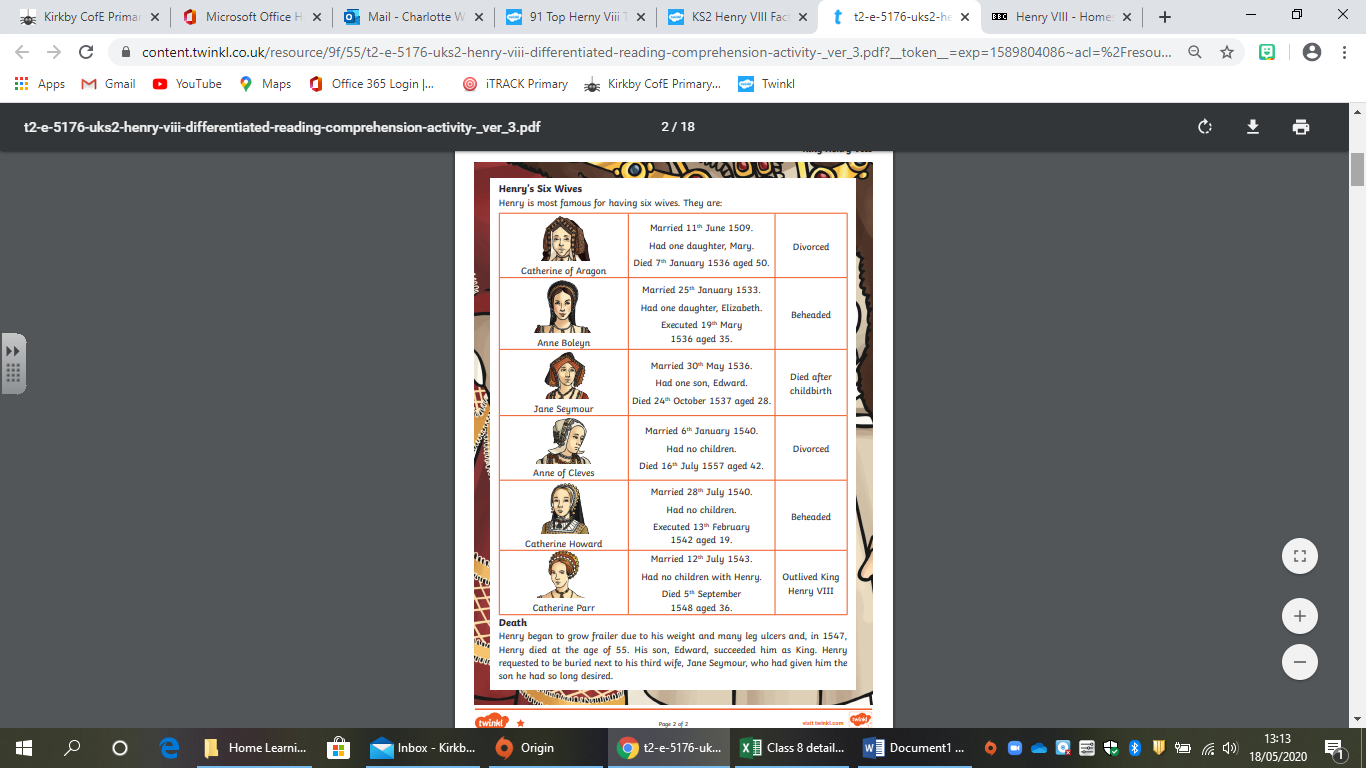 Kirkby CofE Primar
Microsoft Office H
Mail - Charlotte W
91 Top Herny Viii T
KS2 Henry VIII Fac
t2-e-5176-uks2-he
BBC Henry VIII - Home
content.twinkl.co.uk/resource/9f/55/t2-e-5176-uks2-henry-viii-differentiated-reading-comprehension-activity-_ver_3.pdf?__token__=exp=1589804086~acl=%2Fresou...
Apps
Gmail
YouTube
Maps
Office 365 Login |...
iTRACK Primary
Kirkby CofE Primary...
Twinkl
t2-e-5176-uks2-henry-viii-differentiated-reading-comprehension-activity-_ver_3.pdf
2 / 18
Henry's Six Wives
Henry is most famous for having six wives. They are:
Catherine of Aragon
Married 11th June 1509.
Had one daughter, Mary.
Died 7th January 1536 aged 50.
Divorced
Anne Boleyn
Married 25th January 1533.
Had one daughter, Elizabeth.
Executed 19th Mary
1536 aged 35.
Beheaded
Jane Seymour
Married 30th May 1536.
Had one son, Edward.
Died 24th October 1537 aged 28.
Died after
childbirth
Anne of Cleves
Married 6th January 1540.
Had no children.
Died 16th July 1557 aged 42.
Divorced
Catherine Howard
Married 28th July 1540.
Had no children.
Executed 13th February
1542 aged 19.
Beheaded
Catherine Parr
Married 12th July 1543.
Had no children with Henry.
Died 5th September
1548 aged 36.
Outlived King
Henry VIII
Death
Henry began to grow frailer due to his weight and many leg ulcers and, in 1547,
Henry died at the age of 55. His son, Edward, succeeded him as King. Henry
requested to be buried next to his third wife, Jane Seymour, who had given him the
son he had so long desired.
twinkl
Page 2 of 2
visit twinkl.com
twinkl
Home Learni...
Inbox - Kirkb...
Origin
t2-e-5176-uk...
Class 8 detail...
Document1 ...
13:13
18/05/2020
1